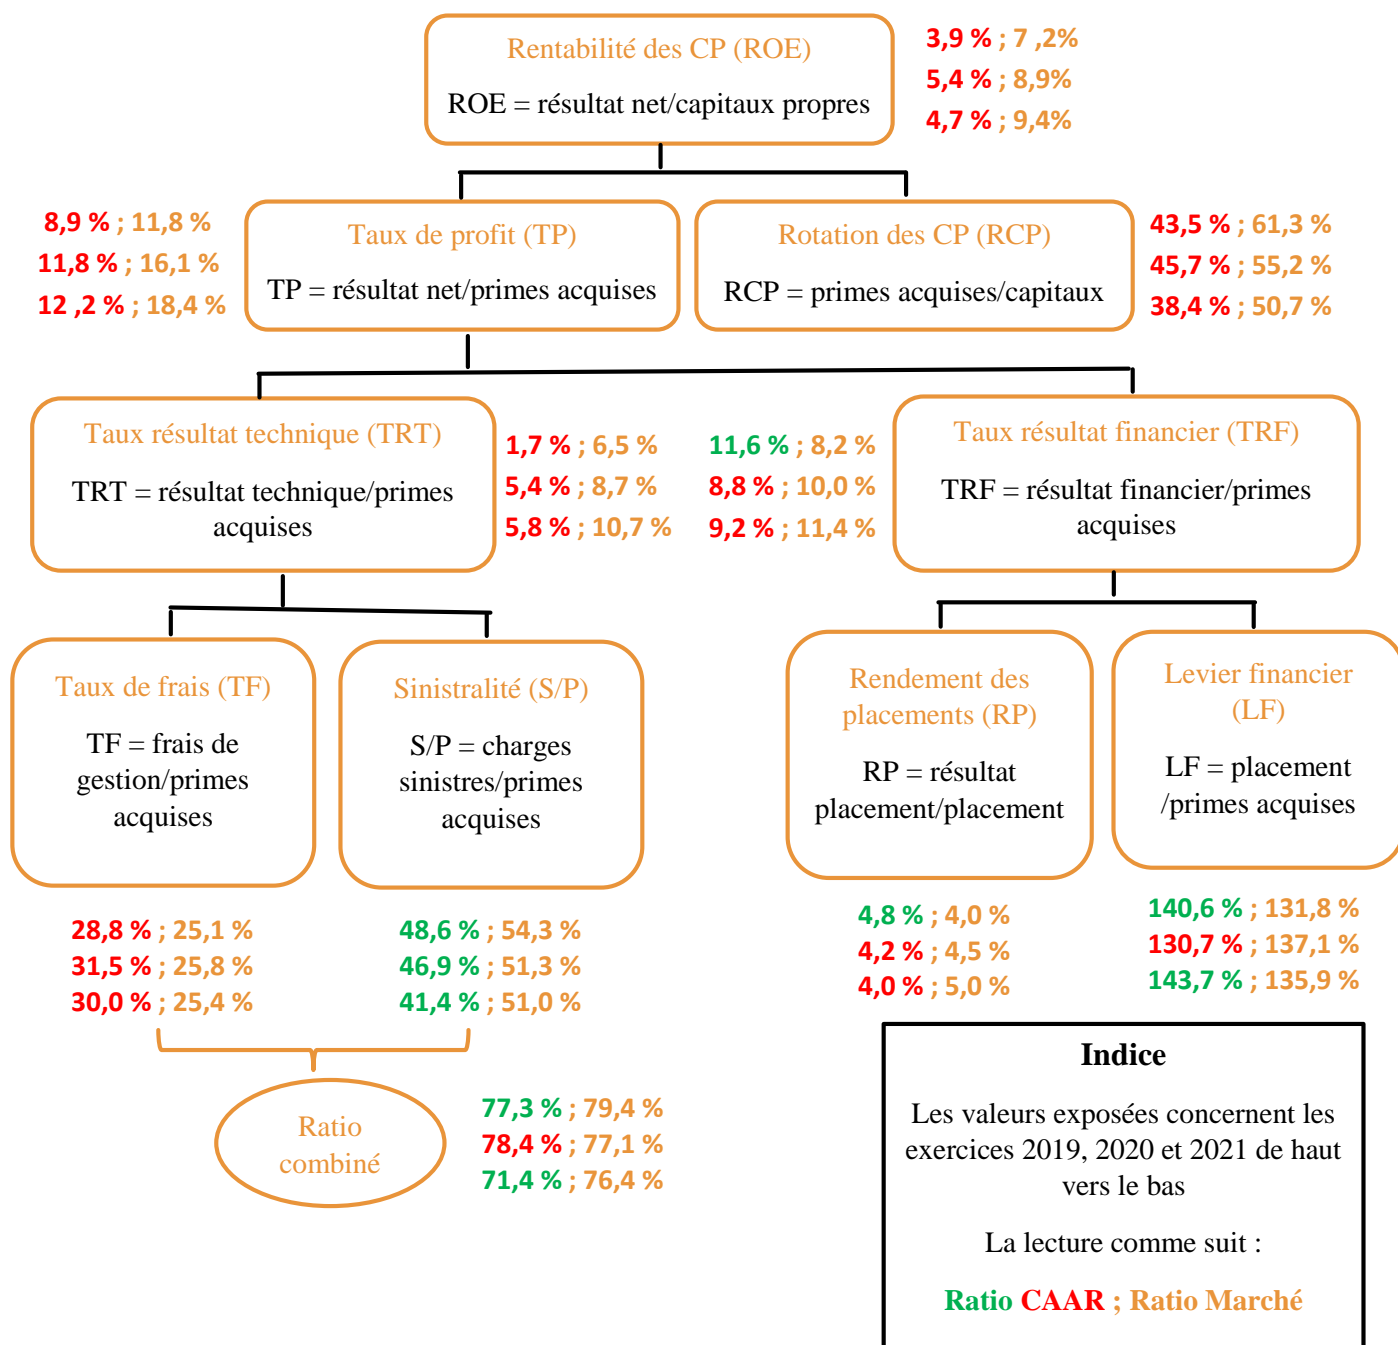 Rentabilité des CP (ROE)
ROE = résultat net/capitaux propres
3,9 % ; 7 ,2%
5,4 % ; 8,9%
4,7 % ; 9,4%
8,9 % ; 11,8 %
11,8 % ; 16,1 %
12 ,2 % ; 18,4 %
Taux de profit (TP)
TP = résultat net/primes acquises
Rotation des CP (RCP)
RCP = primes acquises/capitaux
43,5 % ; 61,3 %
45,7 % ; 55,2 %
38,4 % ; 50,7 %
Taux résultat technique (TRT)
TRT = résultat technique/primes
acquises
1,7 % ; 6,5 %
5,4 % ; 8,7 %
5,8 % ; 10,7 %
11,6 % ; 8,2 %
8,8 % ; 10,0 %
9,2 % ; 11,4 %
Taux résultat financier (TRF)
TRF = résultat financier/primes
acquises
Taux de frais (TF)
TF = frais de
gestion/primes
acquises
Sinistralité (S/P)
S/P = charges
sinistres/primes
acquises
Rendement des
placements (RP)
RP = résultat
placement/placement
Levier financier
(LF)
LF = placement
/primes acquises
28,8 % ; 25,1 %
31,5 % ; 25,8 %
30,0 % ; 25,4 %
48,6 % ; 54,3 %
46,9 % ; 51,3 %
41,4 % ; 51,0 %
4,8 % ; 4,0 %
4,2 % ; 4,5 %
4,0 % ; 5,0 %
140,6 % ; 131,8 %
130,7 % ; 137,1 %
143,7 % ; 135,9 %
Ratio
combiné
77,3 % ; 79,4 %
78,4 % ; 77,1 %
71,4 % ; 76,4 %
Indice
Les valeurs exposées concernent les
exercices 2019, 2020 et 2021 de haut
vers le bas
La lecture comme suit :
Ratio CAAR ; Ratio Marché